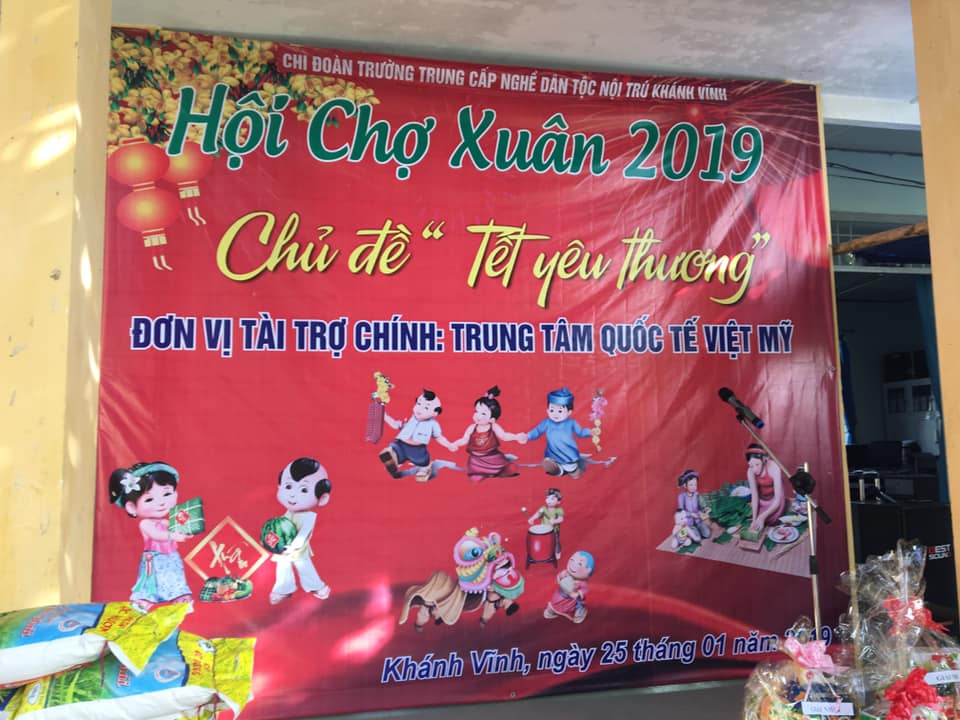 CHI ĐOÀN TRƯỜNG TRUNG CẤP NGHỀ DÂN TỘC NỘI TRÚ KHÁNH VĨNH
Hội Chợ Xuân 2019
Chủ đề “ Tết yêu thương”
ĐƠN VỊ TÀI TRỢ CHÍNH: TRUNG TÂM QUỐC TẾ VIỆT MỸ
Khánh Vĩnh, ngày 25 tháng 01 năm 2019